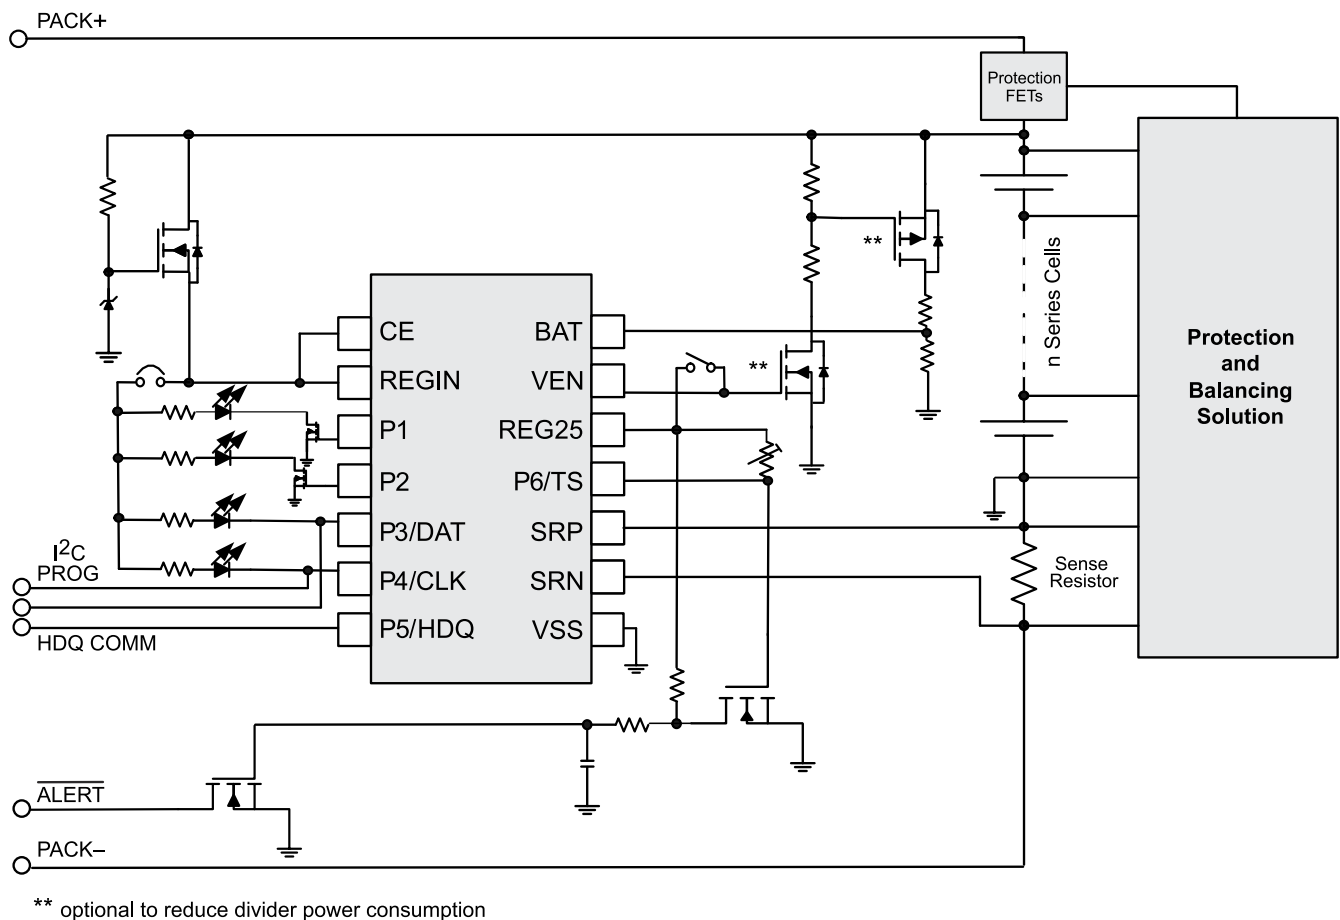 PACK+
Protection
FETs
**
n Series Cells
Protection
and
Balancing
Solution
CE
BAT
REGIN
VEN
**
P1
REG25
P2
P6/TS
P3/DAT
SRP
I²C
PROG
P4/CLK
SRN
Sense
Resistor
P5/HDQ
VSS
HDQ COMM
ALERT
PACK–
** optional to reduce divider power consumption